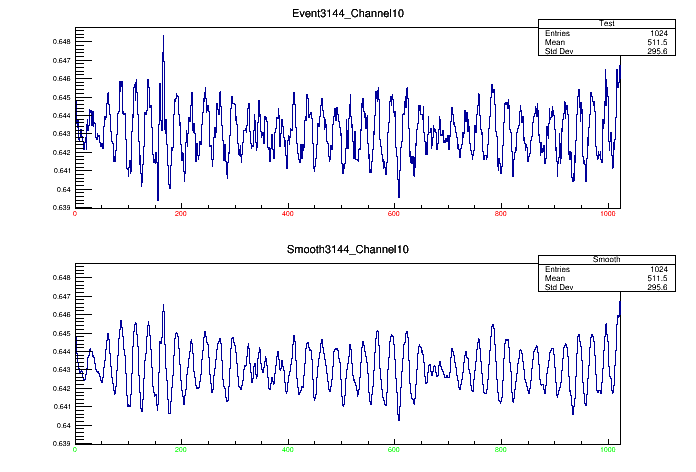 Event3144_Channel10
Test
Entries 1024
Mean 511.5
Std Dev 295.6
0.648
0.647
0.646
0.645
0.644
0.643
0.642
0.641
0.64
0.639
0 200 400 600 800 1000
Smooth3144_Channel10
Smooth
Entries 1024
Mean 511.5
Std Dev 295.6
0.648
0.647
0.646
0.645
0.644
0.643
0.642
0.641
0.64
0.639
0 200 400 600 800 1000